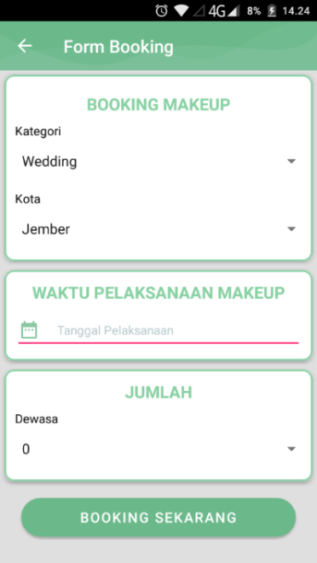 4G 8% 14.24
Form Booking
BOOKING MAKEUP
Kategori
Wedding
Kota
Jember
WAKTU PELAKSANAAN MAKEUP
Tanggal Pelaksanaan
JUMLAH
Dewasa
0
BOOKING SEKARANG